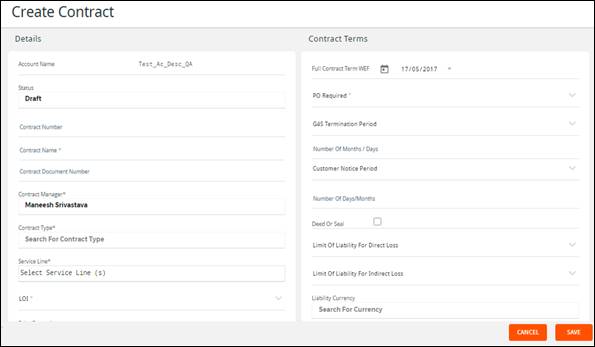 Create Contract
Details
Account Name Test_Ac_Desc_QA
Status
Draft
Contract Number
Contract Name *
Contract Document Number
Contract Manager*
Maneesh Srivastava
Contract Type*
Search For Contract Type
Service Line*
Select Service Line (s)
LOI *
Contract Terms
Full Contract Term WEF 17/05/2017
PO Required *
G4S Termination Period
Number Of Months / Days
Customer Notice Period
Number Of Days/Months
Deed Or Seal
Limit Of Liability For Direct Loss
Limit Of Liability For Indirect Loss
Liability Currency
Search For Currency
CANCEL SAVE